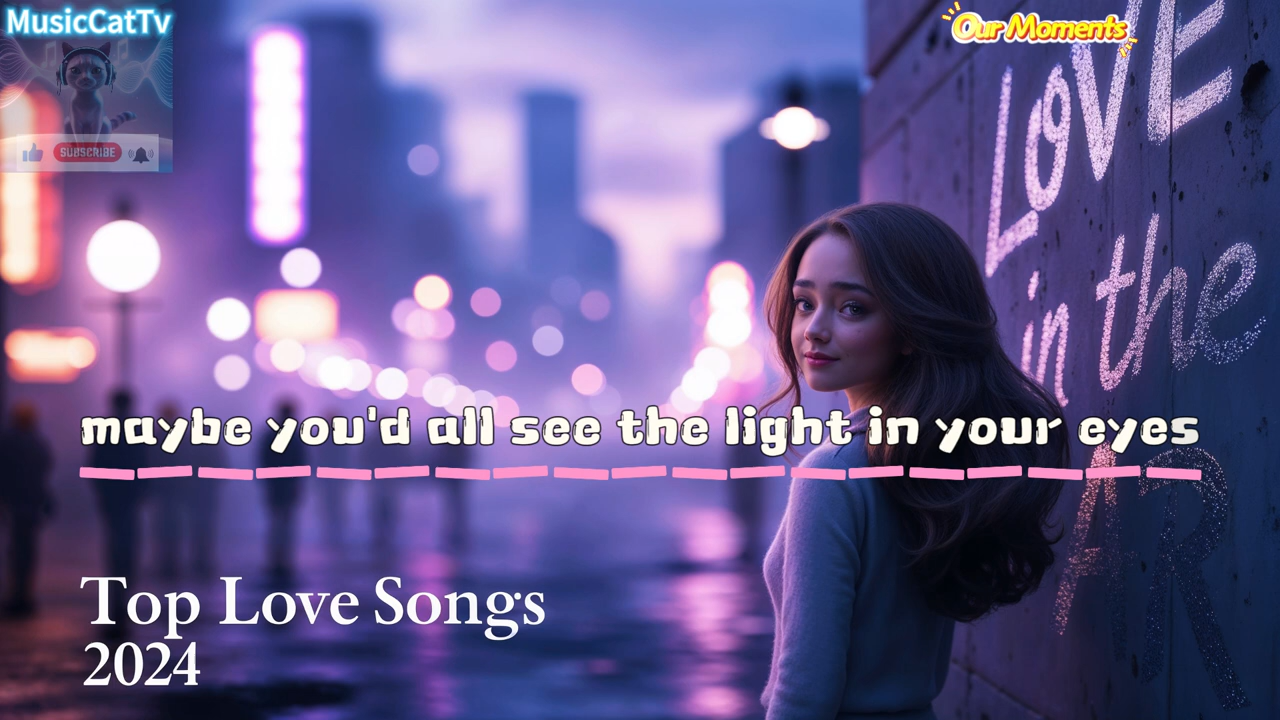 MusicCatTv
SUBSCRIBE
Our Moments
LOVE
in the
AR
maybe you'd all see the light in your eyes
Top Love Songs
2024